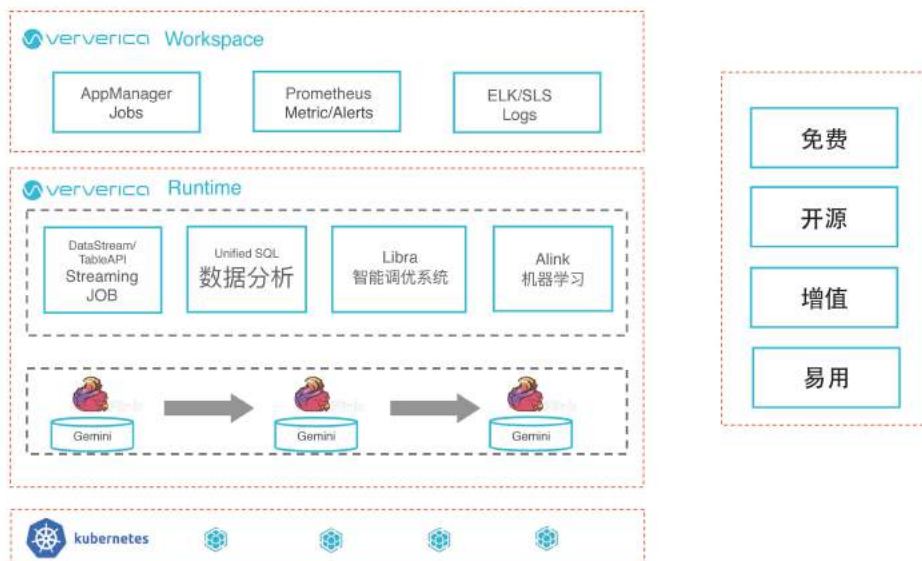 ververica Workspace
AppManager
Jobs
Prometheus
Metric/Alerts
ELK/SLS
Logs
ververica Runtime
DataStream/
TableAPI
Streaming
JOB
Unified SQL
数据分析
Libra
智能调优系统
Alink
机器学习
Gemini
Gemini
Gemini
kubernetes
免费
开源
增值
易用